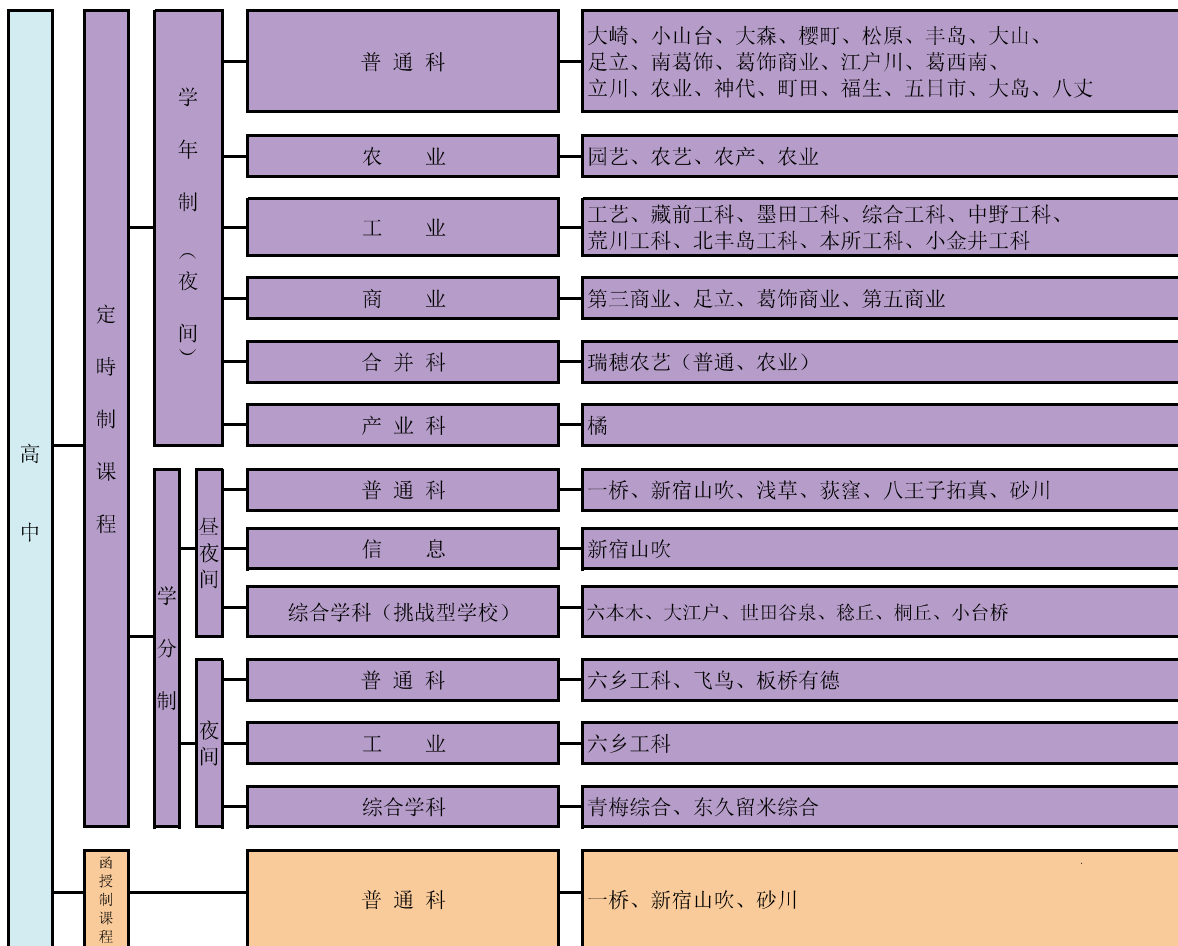 高中
定時制课程
学年制（夜间）
普通科
大崎、小山台、大森、樱町、松原、丰岛、大山、
足立、南葛饰、葛饰商业、江户川、葛西南、
立川、农业、神代、町田、福生、五日市、大岛、八丈
农业
园艺、农艺、农产、农业
工业
工艺、藏前工科、墨田工科、综合工科、中野工科、
荒川工科、北丰岛工科、本所工科、小金井工科
商业
第三商业、足立、葛饰商业、第五商业
合并科
瑞穂农艺（普通、农业）
产业科
橘
学分制
昼夜间
普通科
一桥、新宿山吹、浅草、荻窪、八王子拓真、砂川
信息
新宿山吹
综合学科（挑战型学校）
六本木、大江户、世田谷泉、稔丘、桐丘、小台桥
夜间
普通科
六乡工科、飞鸟、板桥有德
工业
六乡工科
综合学科
青梅综合、东久留米综合
函授制课程
普通科
一桥、新宿山吹、砂川